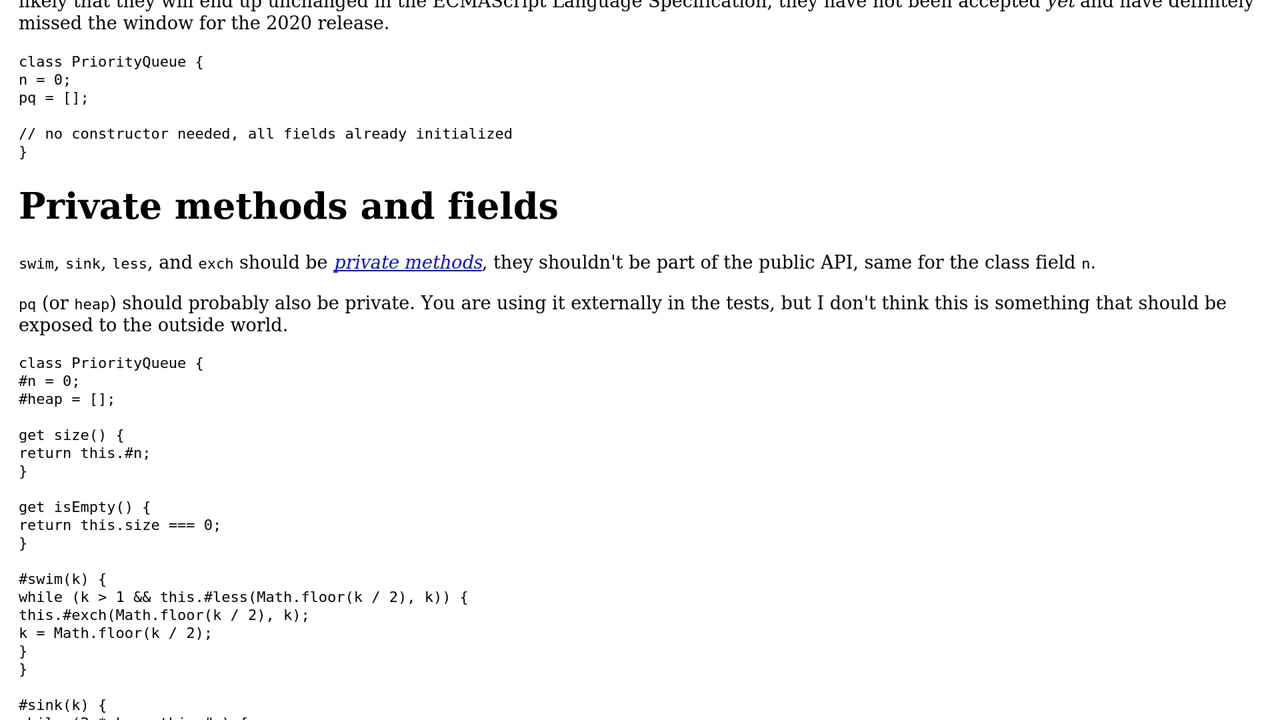 likely that they will end up unchanged in the ECMAScript Language Specification, they have not been accepted yet and have definitely
missed the window for the 2020 release.
class PriorityQueue {
n = 0;
pq = [];
// no constructor needed, all fields already initialized
}
Private methods and fields
swim, sink, less, and exch should be private methods, they shouldn't be part of the public API, same for the class field n.
pq (or heap) should probably also be private. You are using it externally in the tests, but I don't think this is something that should be
exposed to the outside world.
class PriorityQueue {
#n = 0;
#heap = [];
get size() {
return this.#n;
}
get isEmpty() {
return this.size === 0;
}
#swim(k) {
while (k > 1 && this.#less(Math.floor(k / 2), k)) {
this.#exch(Math.floor(k / 2), k);
k = Math.floor(k / 2);
}
}
#sink(k) {